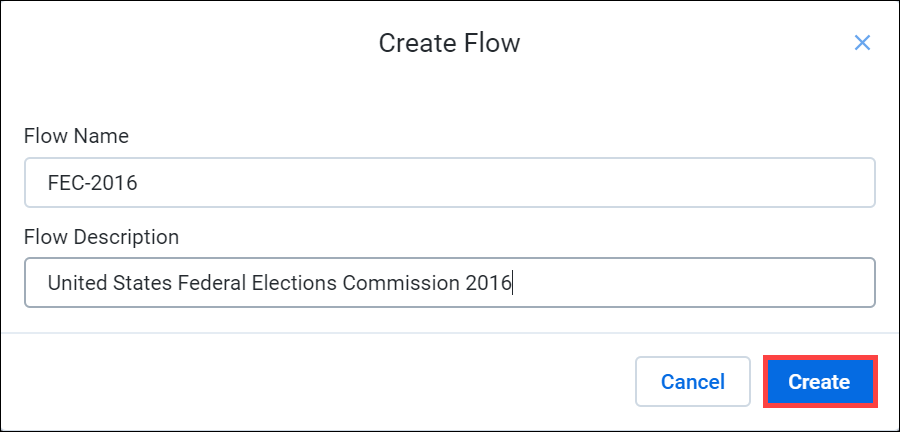 Create Flow
Flow Name
FEC-2016
Flow Description
United States Federal Elections Commission 2016
Cancel
Create